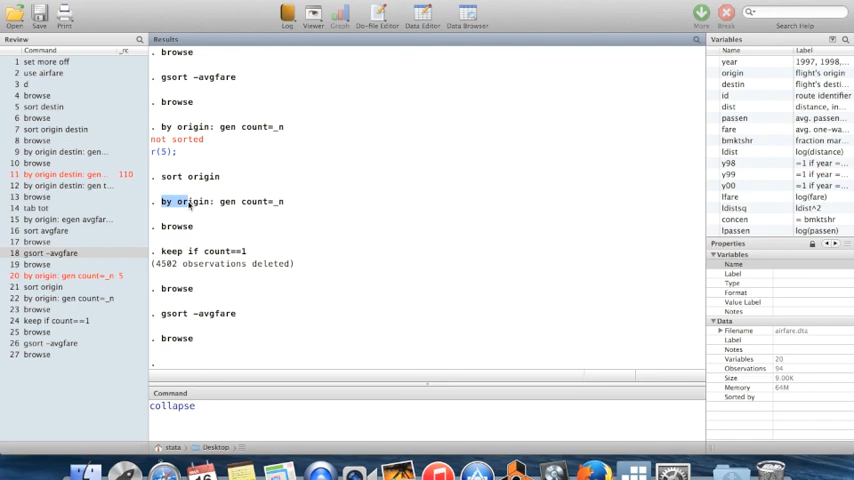 Open Save Print Log Viewer Graph Do-file Editor Data Editor Data Browser More Break Search Help
Review
Command _rc
1 set more off
2 use airfare
3 d
4 browse
5 sort destin
6 browse
7 sort origin destin
8 browse
9 by origin destin: gen...
10 browse
11 by origin destin: gen... 110
12 by origin destin: gen t...
13 browse
14 tab tot
15 by origin: egen avgfar...
16 sort avgfare
17 browse
18 gsort -avgfare
19 browse
20 by origin: gen count=_n 5
21 sort origin
22 by origin: gen count=_n
23 browse
24 keep if count==1
25 browse
26 gsort -avgfare
27 browse
Results
. browse
. gsort -avgfare
. browse
. by origin: gen count=_n
not sorted
r(5);
. sort origin
. by origin: gen count=_n
. browse
. keep if count==1
(4502 observations deleted)
. browse
. gsort -avgfare
. browse
.
Command
collapse
stata Desktop
Variables
Name Label
year 1997, 1998,...
origin flight's origin
destin flight's desti...
id route identifier
dist distance, in...
passen avg. passen...
fare avg. one-wa...
bmktshr fraction mar...
ldist log(distance)
y98 =1 if year =...
y99 =1 if year =...
y00 =1 if year =...
lfare log(fare)
ldistsq ldist^2
concen = bmktshr
lpassen log(passen)
Properties
Variables
Name
Label
Type
Format
Value Label
Notes
Data
Filename airfare.dta
Label
Notes
Variables 20
Observations 94
Size 9.00K
Memory 64M
Sorted by